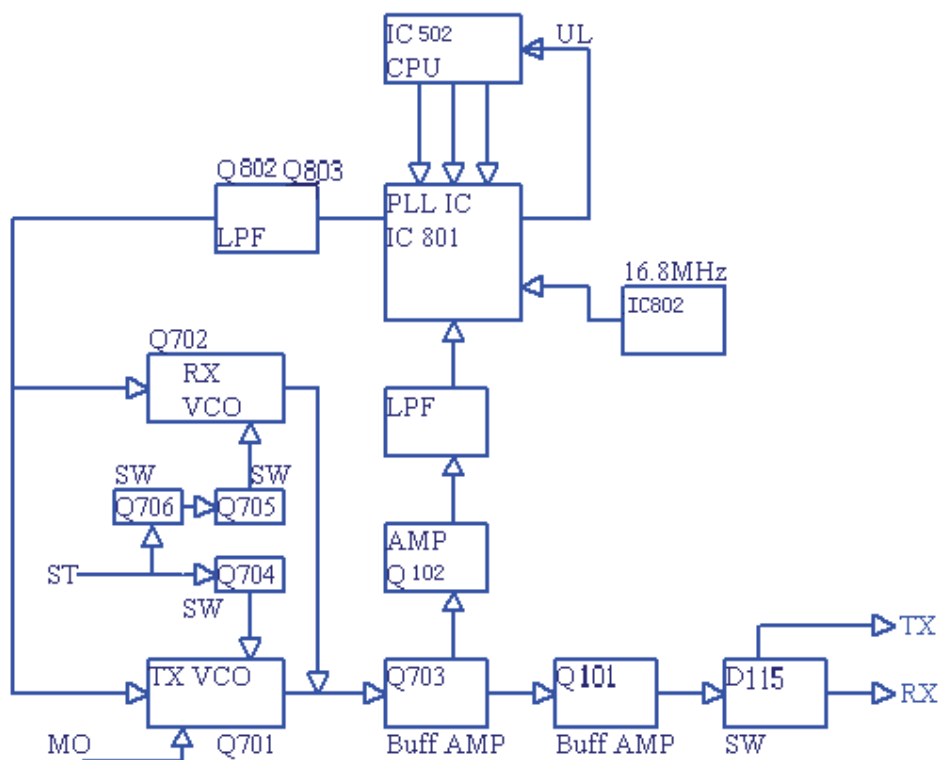 IC 502
CPU
UL
Q802 Q803
LPF
PLL IC
IC 801
16.8MHz
IC802
Q702
RX
VCO
LPF
SW
SW
Q706
Q705
AMP
Q 102
ST
Q704
SW
TX
TX VCO
Q703
Q101
D115
RX
MO
Q701
Buff AMP
Buff AMP
SW